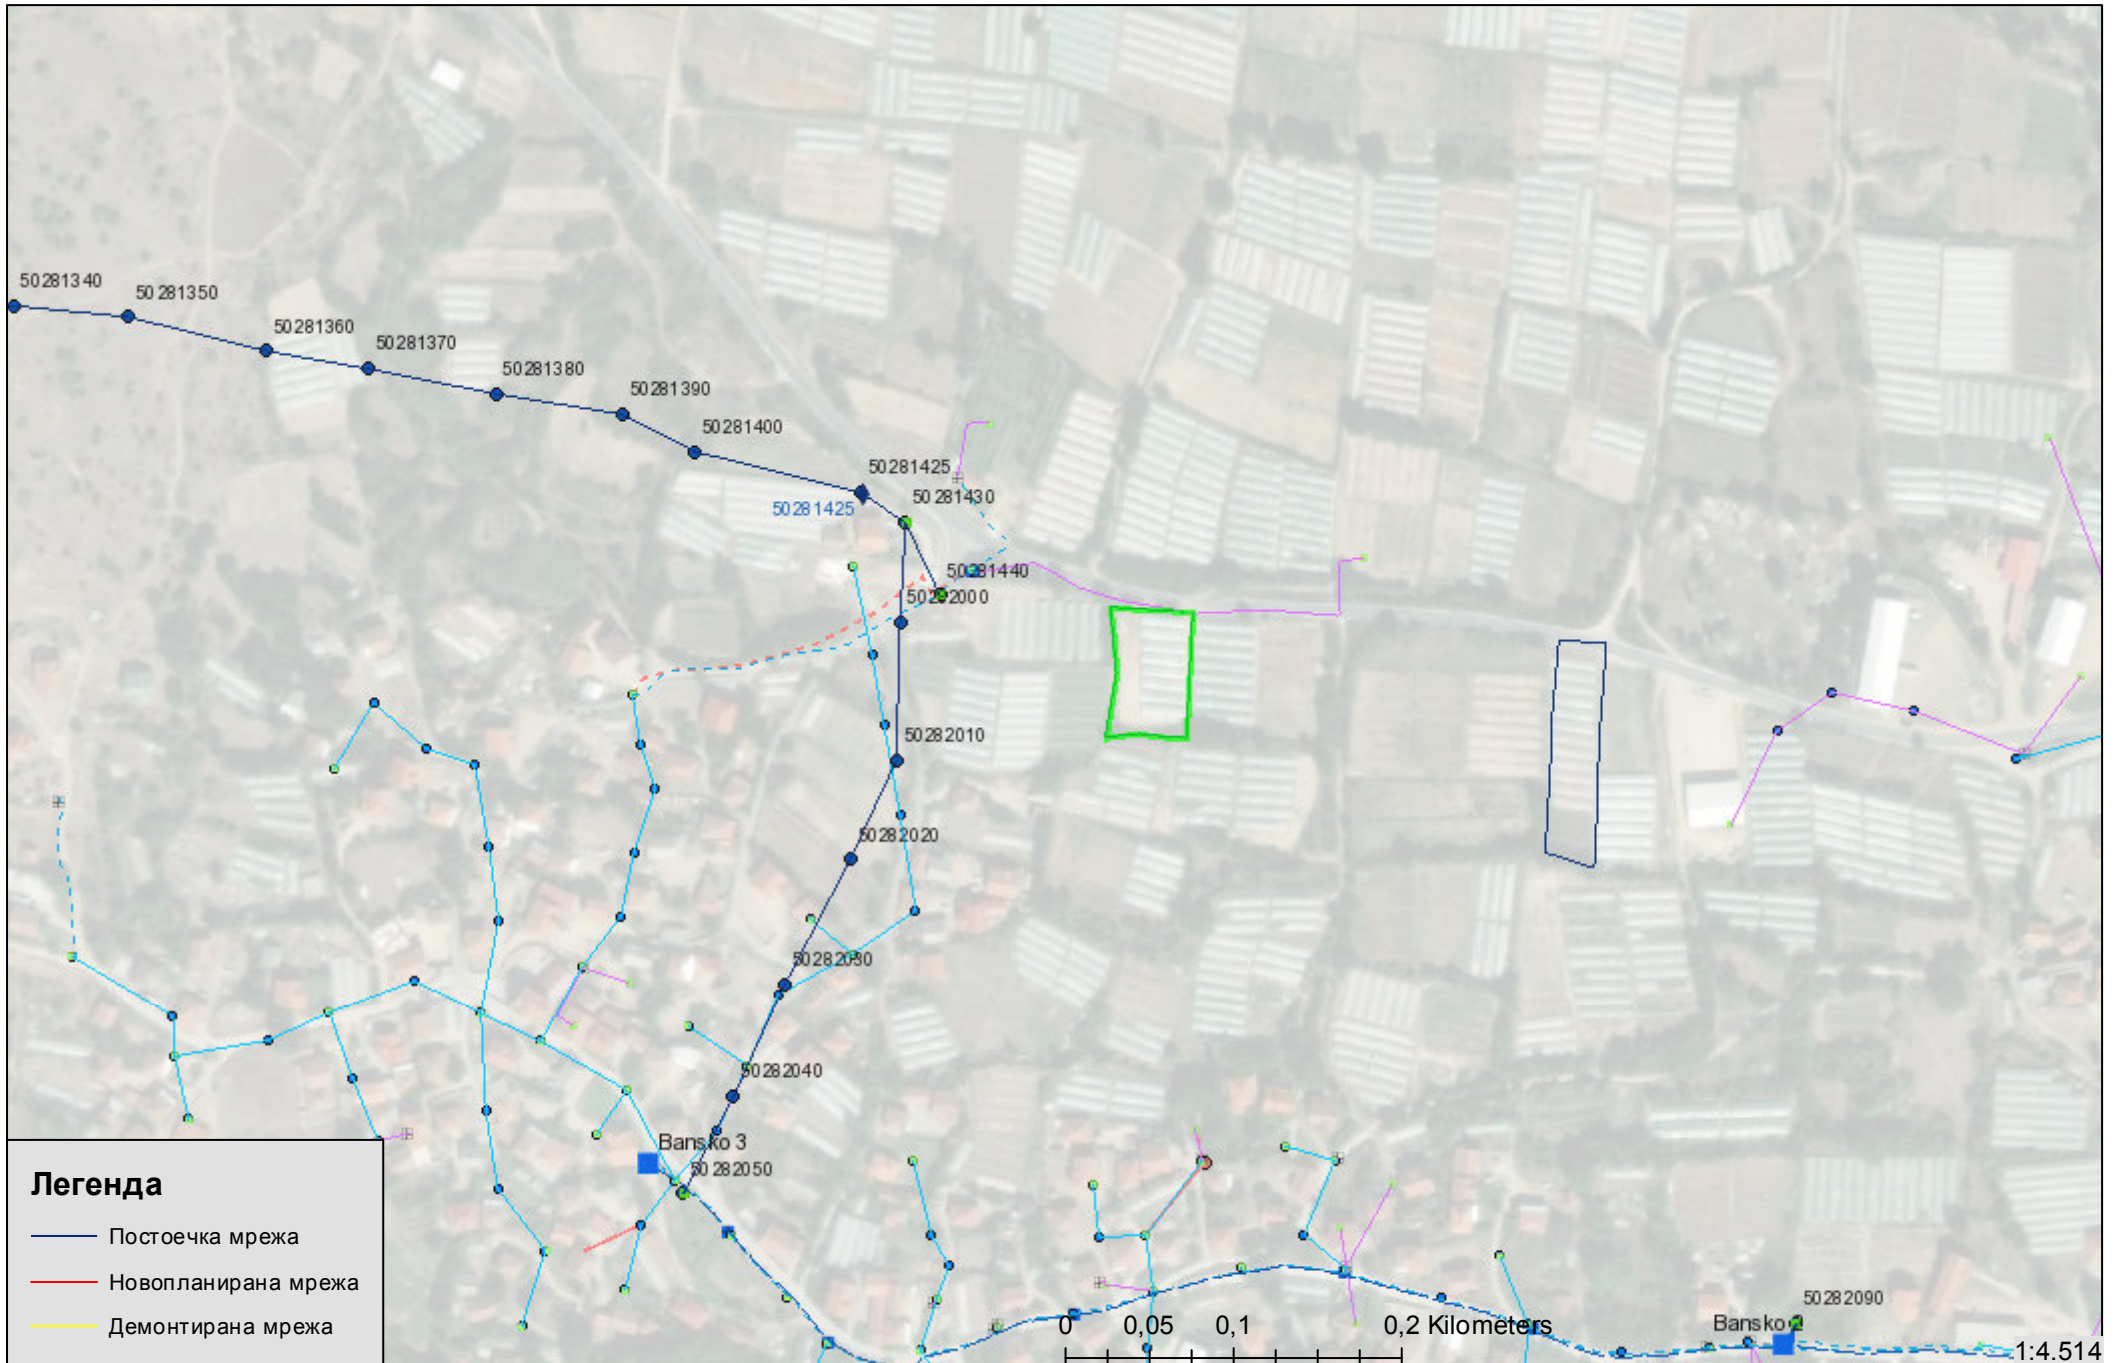 50281340
50281350
50281360
50281370
50281380
50281390
50281400
50281425
50281430
50281425
50281440
50282000
50282010
50282020
50282030
50282040
Bansko 3
50282050
Легенда
Постоечка мрежа
Новопланирана мрежа
Демонтирана мрежа
50282090
Bansko 2
0 0,05 0,1 0,2 Kilometers
1:4.514